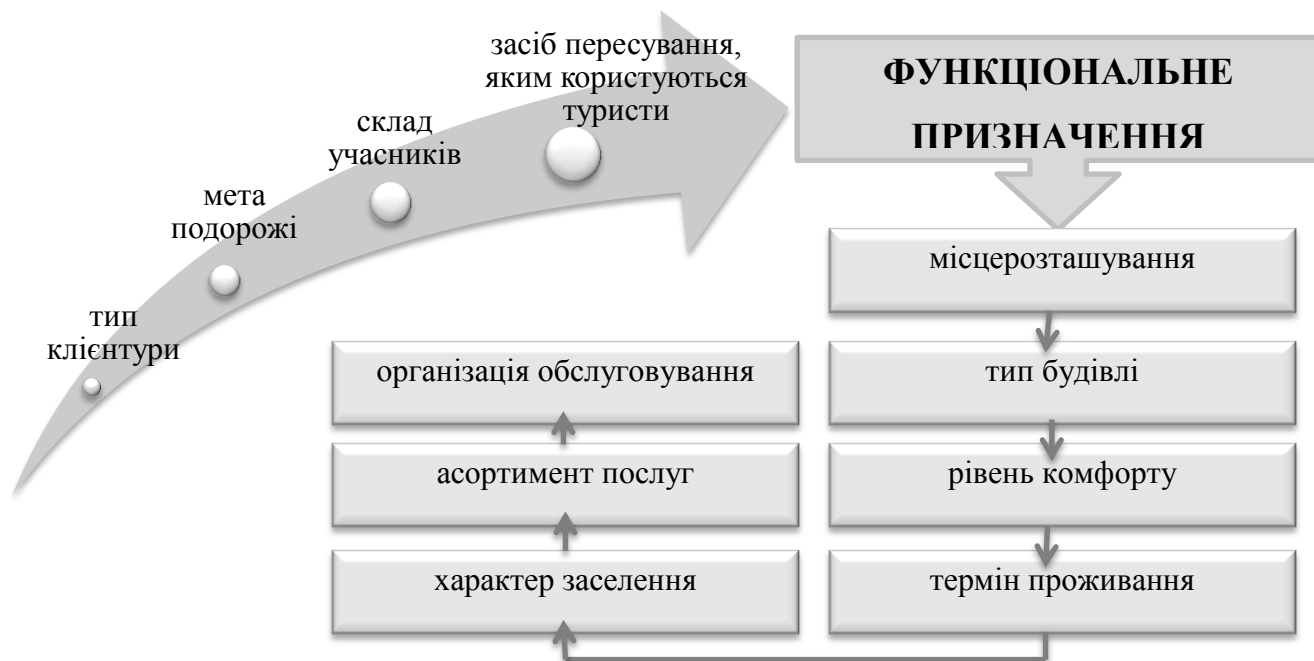 засіб пересування,
яким користуються
туристи
склад
учасників
мета
подорожі
тип
клієнтури
ФУНКЦІОНАЛЬНЕ
ПРИЗНАЧЕННЯ
місцерозташування
тип будівлі
рівень комфорту
термін проживання
характер заселення
асортимент послуг
організація обслуговування